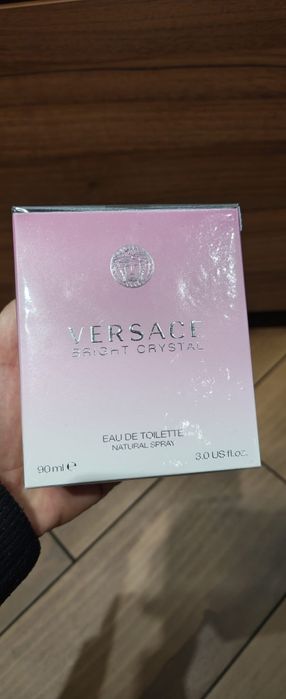 VERSACE
BRIGHT CRYSTAL
EAU DE TOILETTE
NATURAL SPRAY
90 ml e 3.0 US fl.oz.